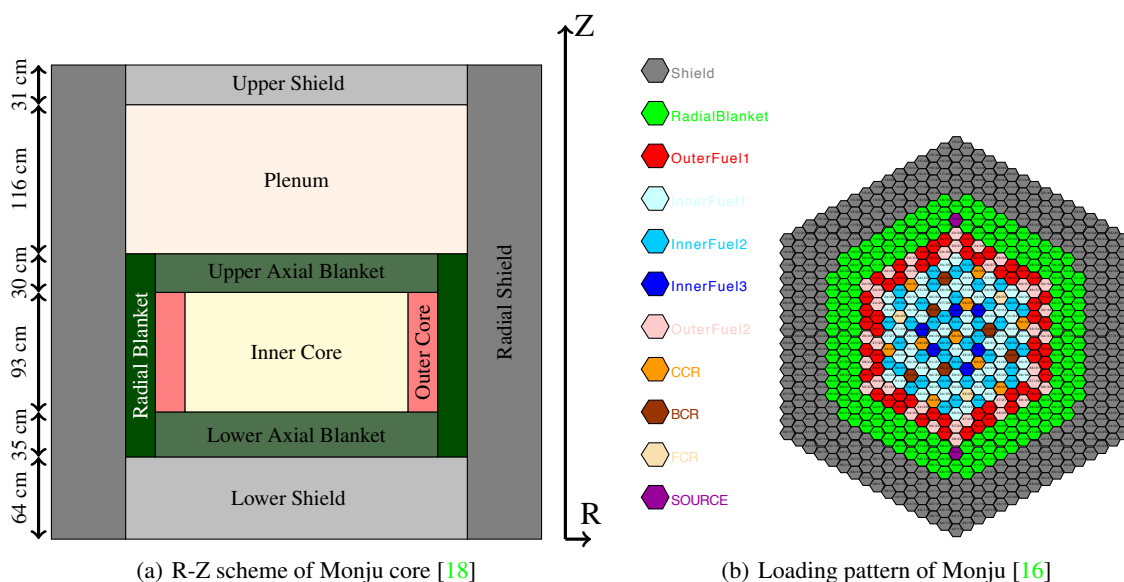 Z
31 cm
Upper Shield
116 cm
Plenum
30 cm
Upper Axial Blanket
93 cm
Radial Blanket
Inner Core
Outer Core
Radial Shield
35 cm
Lower Axial Blanket
64 cm
Lower Shield
R
(a) R-Z scheme of Monju core [18]
Shield
RadialBlanket
OuterFuel1
InnerFuel1
InnerFuel2
InnerFuel3
OuterFuel2
CCR
BCR
FCR
SOURCE
(b) Loading pattern of Monju [16]